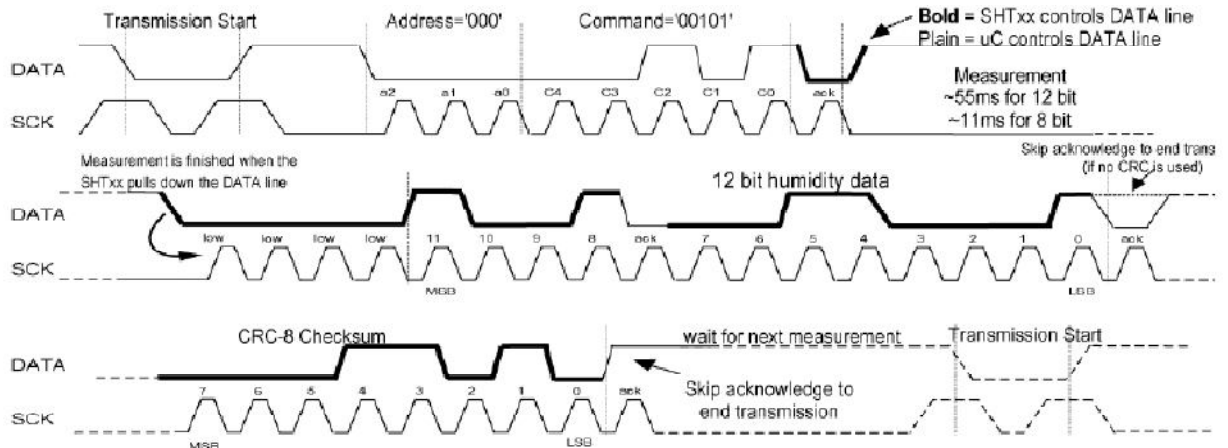 Transmission Start Address='000' Command='00101' Bold = SHTxx controls DATA line
Plain = uC controls DATA line
DATA
Measurement
~55ms for 12 bit
~11ms for 8 bit
a2 a1 a0 C4 C3 C2 C1 C0 ack
SCK
Measurement is finished when the
SHTxx pulls down the DATA line
Skip acknowledge to end trans
(if no CRC is used)
12 bit humidity data
DATA
low low low low 11 10 9 8 ack 7 6 5 4 3 2 1 0 ack
SCK
MSB LSB
CRC-8 Checksum wait for next measurement Transmission Start
DATA
Skip acknowledge to
end transmission
7 6 5 4 3 2 1 0 ack
SCK
MSB LSB